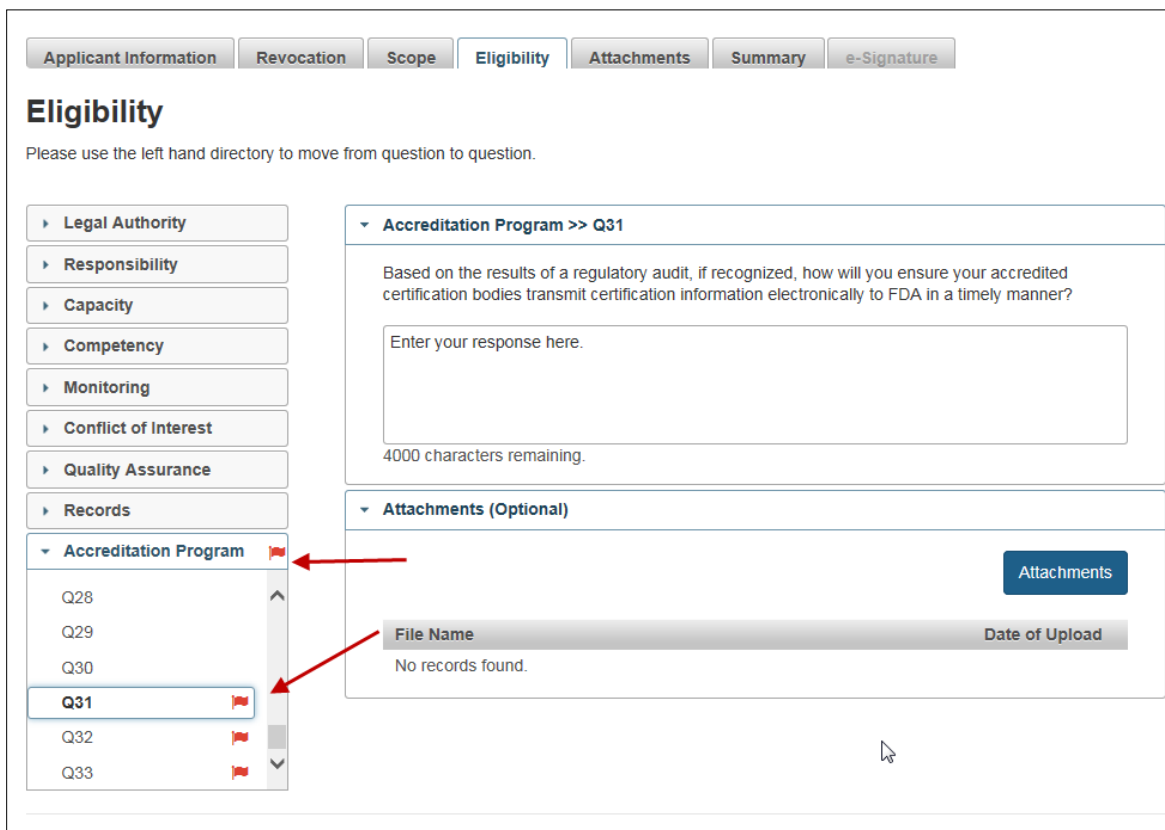 Applicant Information
Revocation
Scope
Eligibility
Attachments
Summary
e-Signature
Eligibility
Please use the left hand directory to move from question to question.
Legal Authority
Responsibility
Capacity
Competency
Monitoring
Conflict of Interest
Quality Assurance
Records
Accreditation Program
Q28
Q29
Q30
Q31
Q32
Q33
Accreditation Program >> Q31
Based on the results of a regulatory audit, if recognized, how will you ensure your accredited
certification bodies transmit certification information electronically to FDA in a timely manner?
Enter your response here.
4000 characters remaining.
Attachments (Optional)
Attachments
File Name
Date of Upload
No records found.